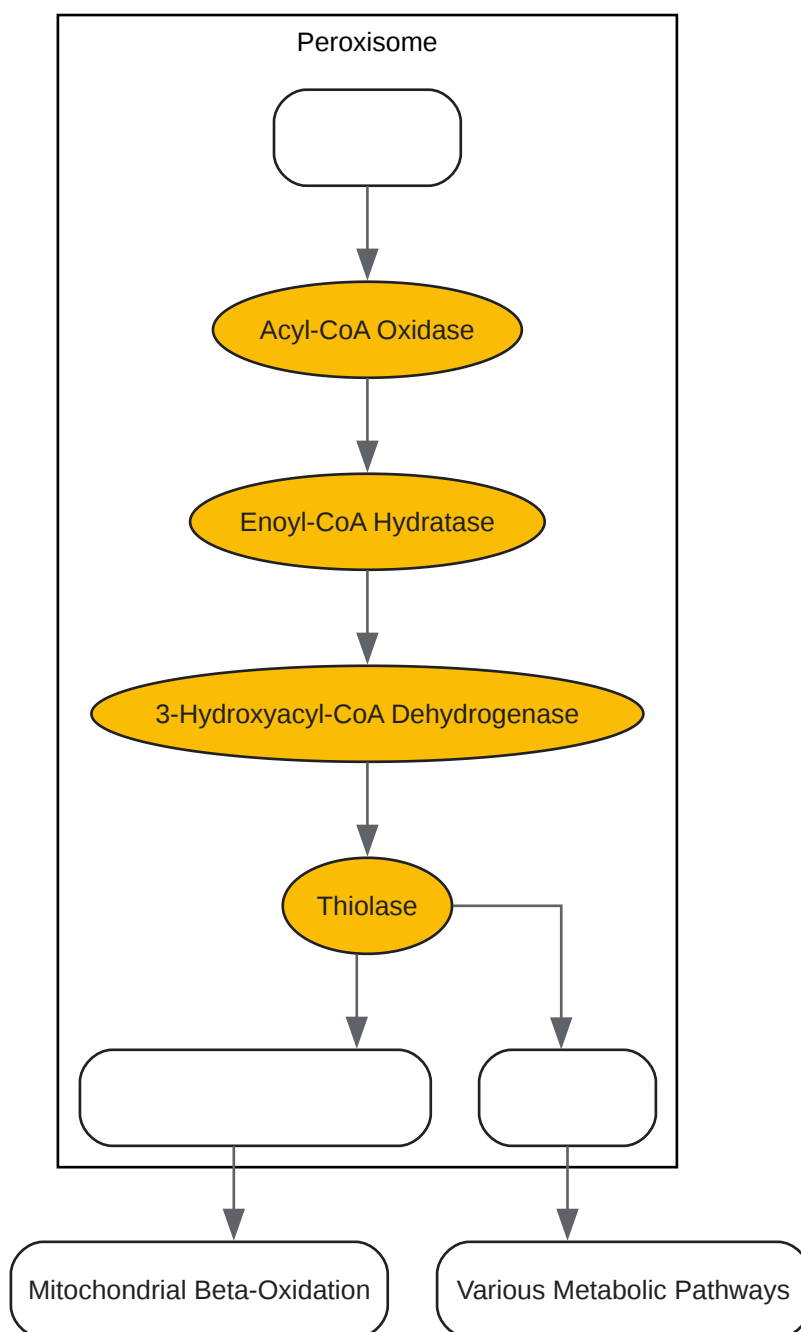 Peroxisome
Acyl-CoA Oxidase
Enoyl-CoA Hydratase
3-Hydroxyacyl-CoA Dehydrogenase
Thiolase
Mitochondrial Beta-Oxidation
Various Metabolic Pathways